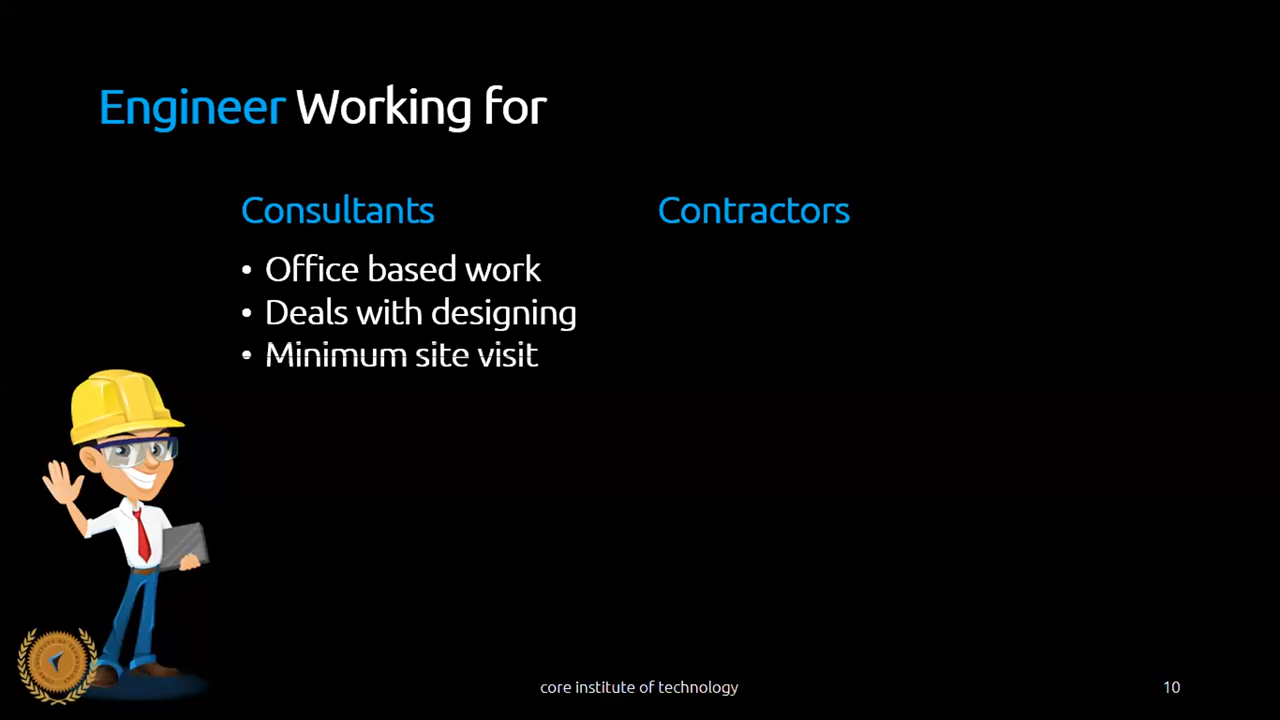 Engineer Working for
Consultants
• Office based work
• Deals with designing
• Minimum site visit
Contractors
core institute of technology
10